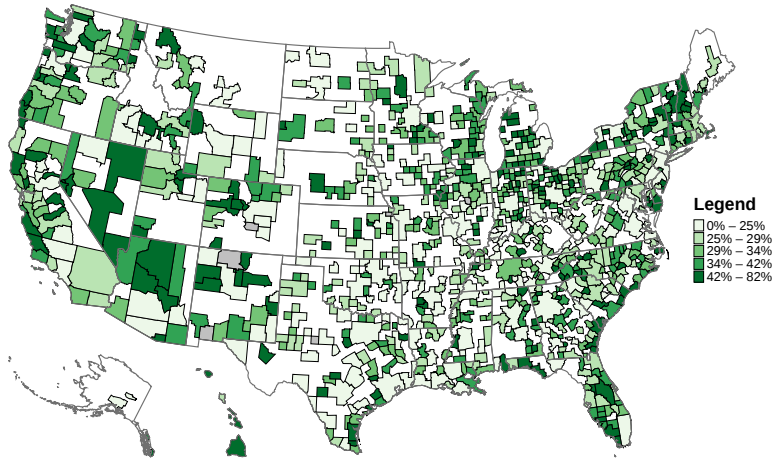 Legend
0% – 25%
25% – 29%
29% – 34%
34% – 42%
42% – 82%